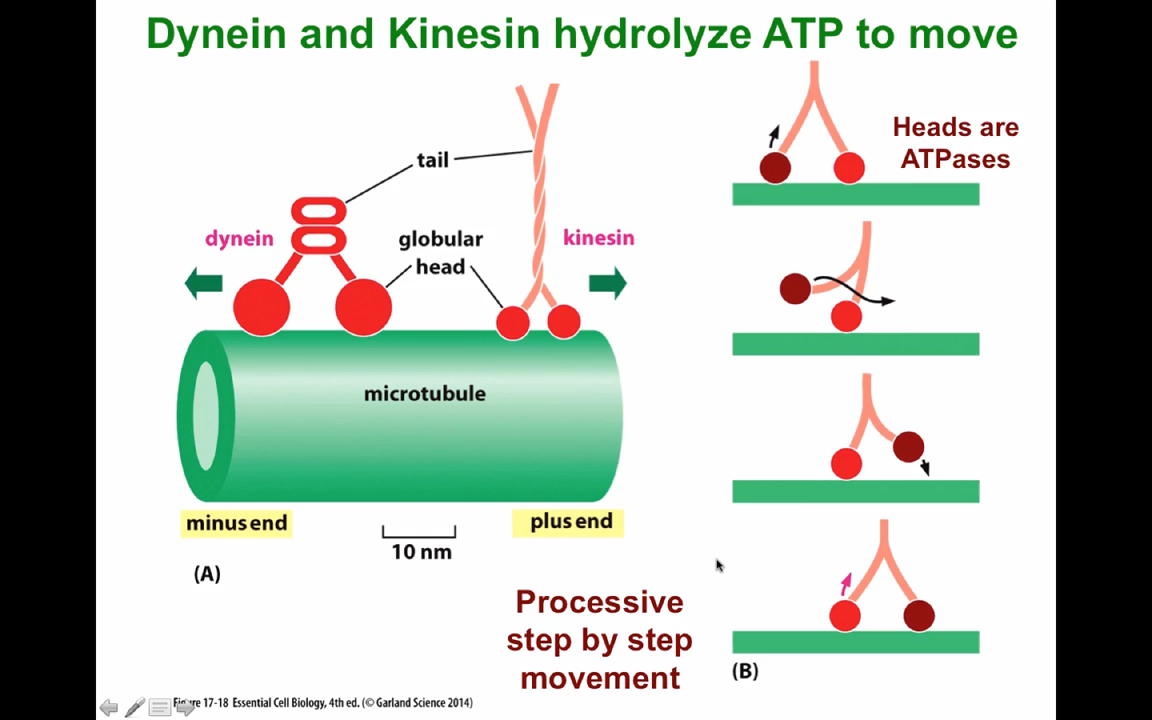 Dynein and Kinesin hydrolyze ATP to move
tail
dynein
globular
head
kinesin
microtubule
minus end
plus end
10 nm
(A)
Processive
step by step
movement
Heads are
ATPases
(B)
Figure 17-18 Essential Cell Biology, 4th ed. (© Garland Science 2014)